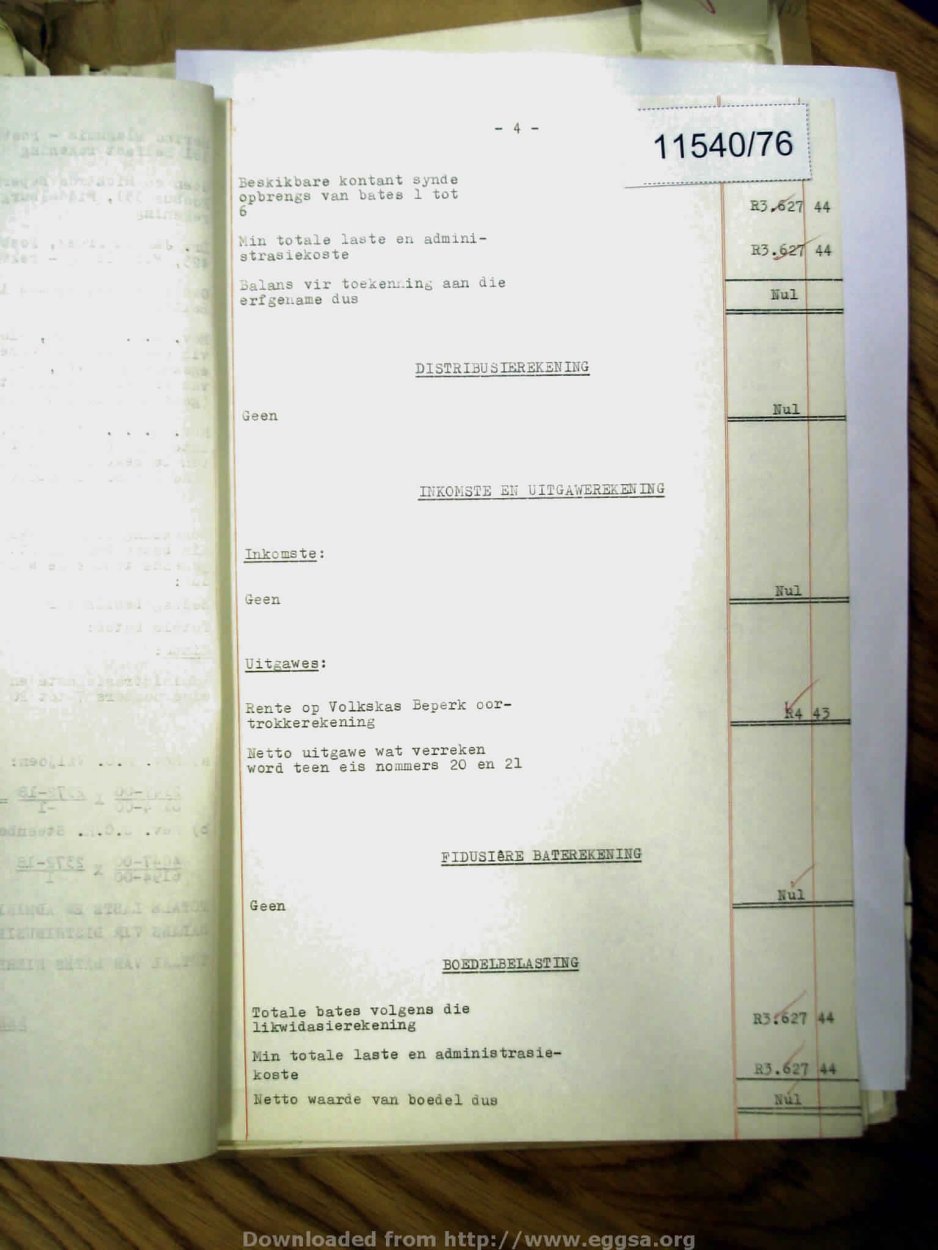 - 4 -
11540/76
Beskikbare kontant synde
opbrengs van bates 1 tot
6 R3.627 44
Min totale laste en admini-
strasiekoste R3.627 44
Balans vir toekenning aan die
erfgename dus Nul
DISTRIBUSIEREKENING
Geen Nul
INKOMSTE EN UITGAWEREKENING
Inkomste:
Geen Nul
Uitgawes:
Rente op Volkskas Beperk oor-
trokkerekening R4 43
Netto uitgawe wat verreken
word teen eis nommers 20 en 21
FIDUSIÊRE BATEREKENING
Geen Nul
BOEDELBELASTING
Totale bates volgens die
likwidasierekening R3.627 44
Min totale laste en administrasie-
koste R3.627 44
Netto waarde van boedel dus Nul
Downloaded from http://www.eggsa.org